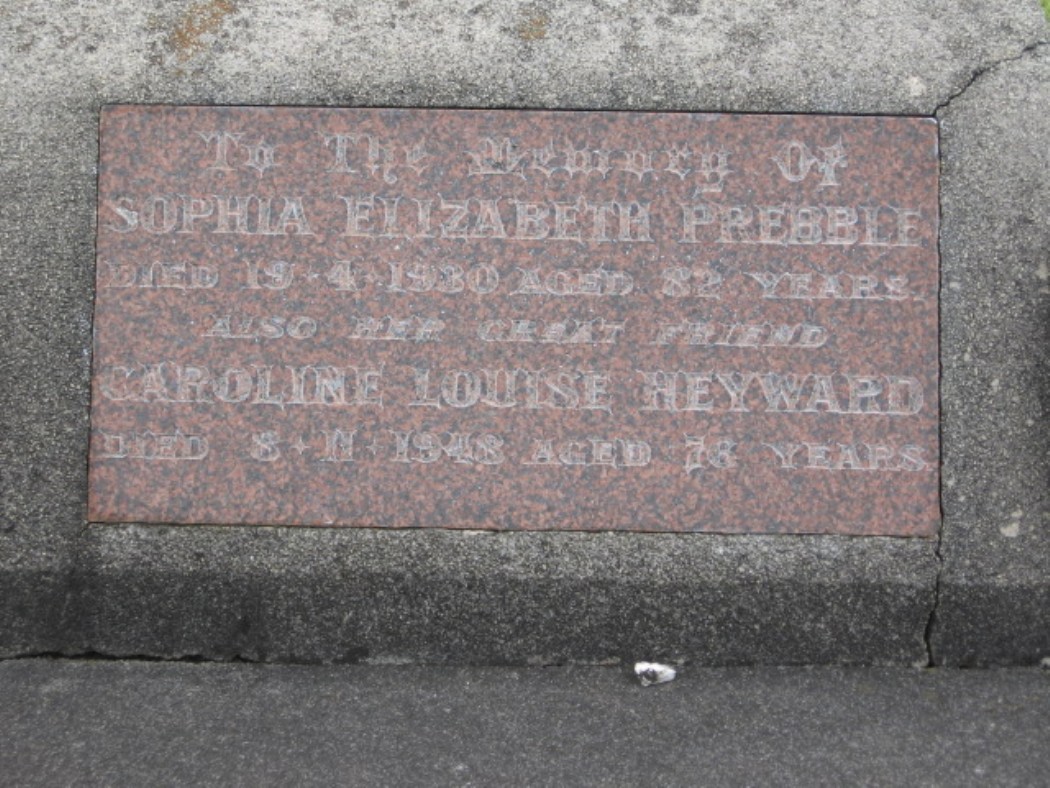 To The Memory Of
SOPHIA ELIZABETH PREBBLE
DIED 19·4·1930 AGED 82 YEARS.
ALSO HER GREAT FRIEND
CAROLINE LOUISE HEYWARD
DIED 8·11·1948 AGED 78 YEARS